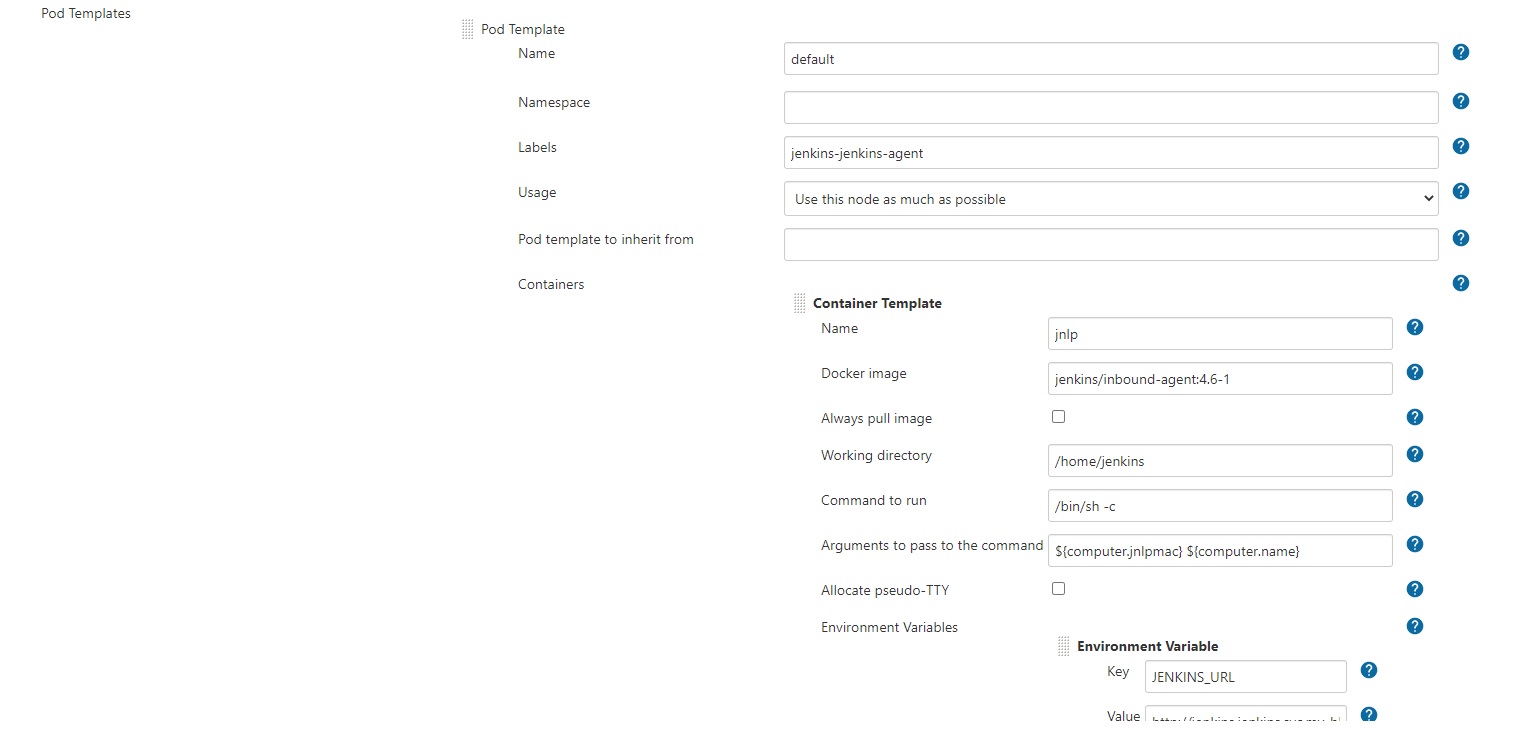 Pod Templates
Pod Template
Name
default
Namespace
Labels
jenkins-jenkins-agent
Usage
Use this node as much as possible
Pod template to inherit from
Containers
Container Template
Name
jnlp
Docker image
jenkins/inbound-agent:4.6-1
Always pull image
Working directory
/home/jenkins
Command to run
/bin/sh -c
Arguments to pass to the command
${computer.jnlpmac} ${computer.name}
Allocate pseudo-TTY
Environment Variables
Environment Variable
Key
JENKINS_URL
Value